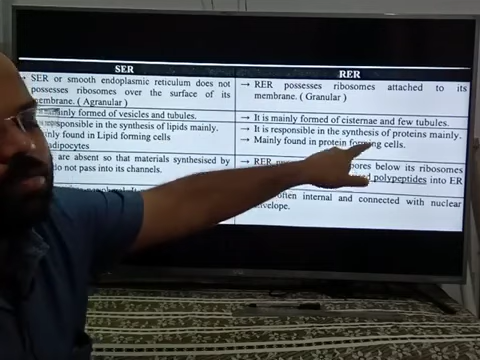 SER
RER
SER or smooth endoplasmic reticulum does not
possesses ribosomes over the surface of its
membrane. ( Agranular )
→ RER possesses ribosomes attached to its
membrane. ( Granular )
mainly formed of vesicles and tubules.
→ It is mainly formed of cisternae and few tubules.
responsible in the synthesis of lipids mainly.
→ It is responsible in the synthesis of proteins mainly.
found in Lipid forming cells
→ Mainly found in protein forming cells.
adipocytes
are absent so that materials synthesised by
do not pass into its channels.
→ RER
below its ribosomes
polypeptides into ER
often internal and connected with nuclear
envelope.